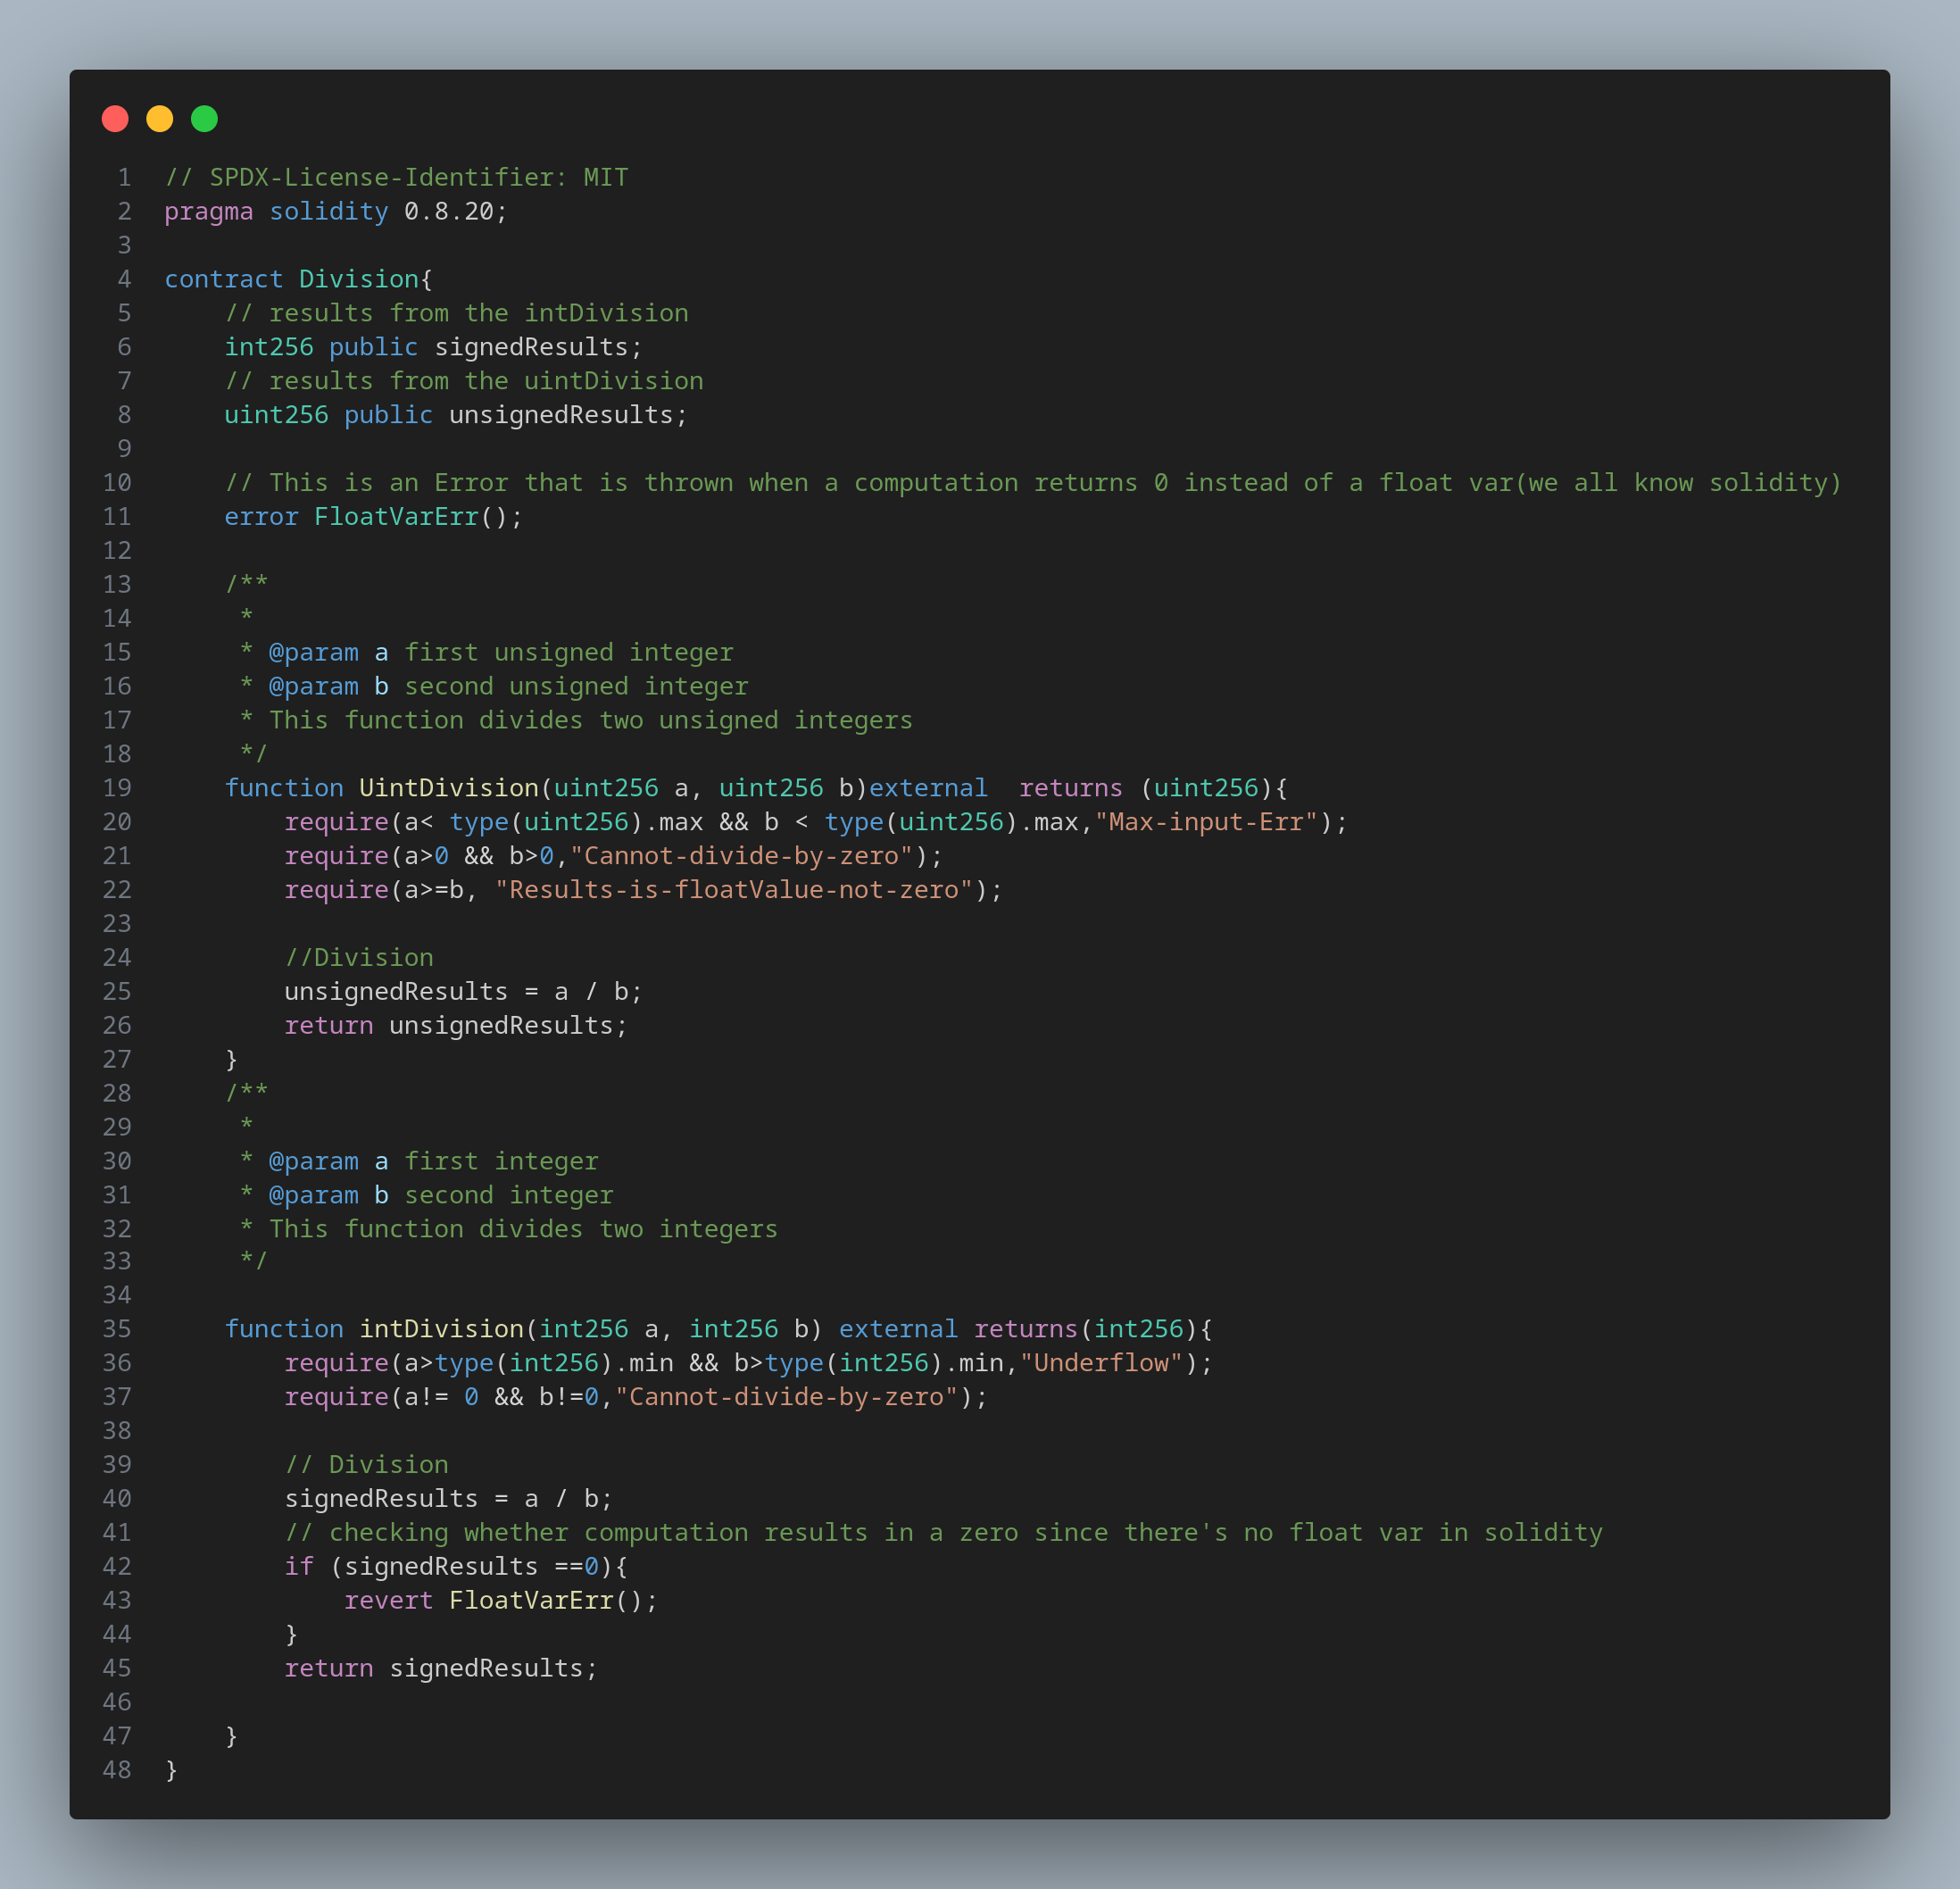 1 // SPDX-License-Identifier: MIT
2 pragma solidity 0.8.20;
3
4 contract Division{
5     // results from the intDivision
6     int256 public signedResults;
7     // results from the uintDivision
8     uint256 public unsignedResults;
9
10     // This is an Error that is thrown when a computation returns 0 instead of a float var(we all know solidity)
11     error FloatVarErr();
12
13     /**
14      *
15      * @param a first unsigned integer
16      * @param b second unsigned integer
17      * This function divides two unsigned integers
18      */
19     function UintDivision(uint256 a, uint256 b)external  returns (uint256){
20         require(a< type(uint256).max && b < type(uint256).max,"Max-input-Err");
21         require(a>0 && b>0,"Cannot-divide-by-zero");
22         require(a>=b, "Results-is-floatValue-not-zero");
23
24         //Division
25         unsignedResults = a / b;
26         return unsignedResults;
27     }
28     /**
29      *
30      * @param a first integer
31      * @param b second integer
32      * This function divides two integers
33      */
34
35     function intDivision(int256 a, int256 b) external returns(int256){
36         require(a>type(int256).min && b>type(int256).min,"Underflow");
37         require(a!= 0 && b!=0,"Cannot-divide-by-zero");
38
39         // Division
40         signedResults = a / b;
41         // checking whether computation results in a zero since there's no float var in solidity
42         if (signedResults ==0){
43             revert FloatVarErr();
44         }
45         return signedResults;
46
47     }
48 }